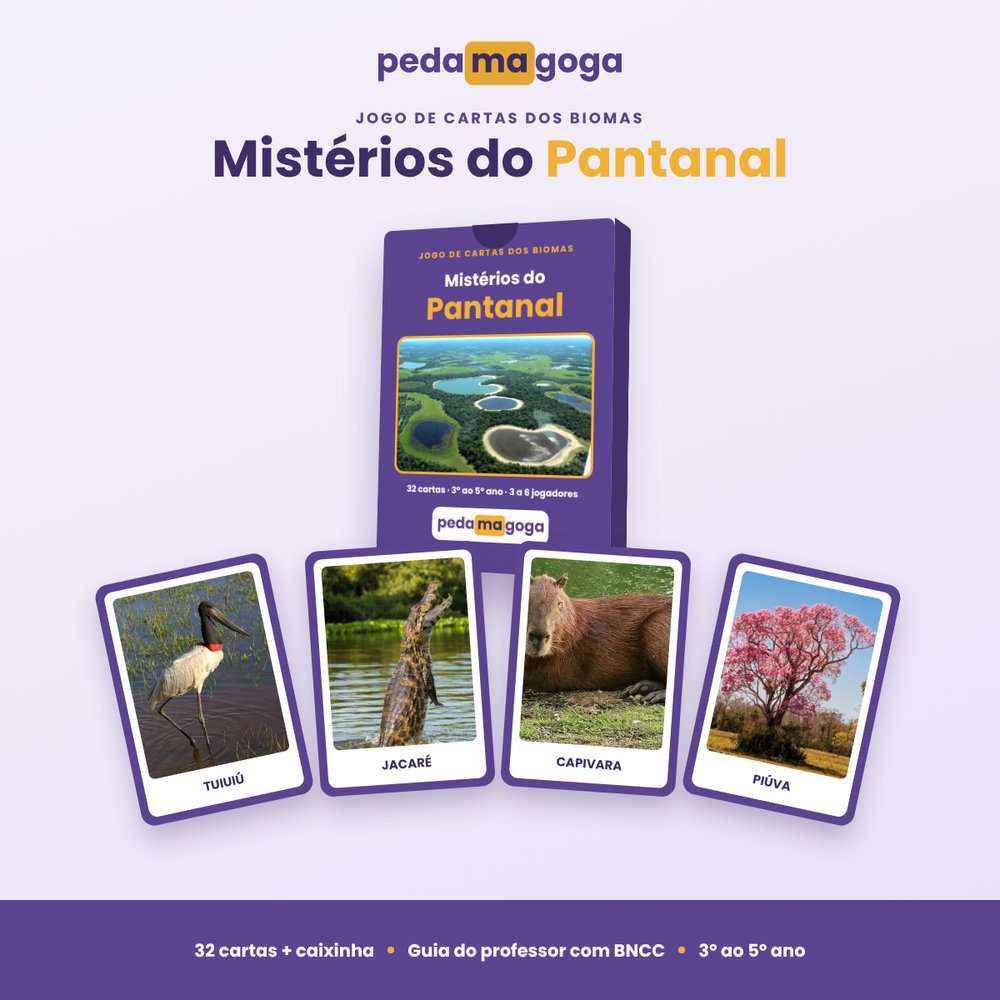 pedamagoga
JOGO DE CARTAS DOS BIOMAS
Mistérios do Pantanal
JOGO DE CARTAS DOS BIOMAS
Mistérios do
Pantanal
32 cartas · 3º ao 5º ano · 3 a 6 jogadores
pedamagoga
TUIUIÚ
JACARÉ
CAPIVARA
PIÚVA
32 cartas + caixinha • Guia do professor com BNCC • 3º ao 5º ano